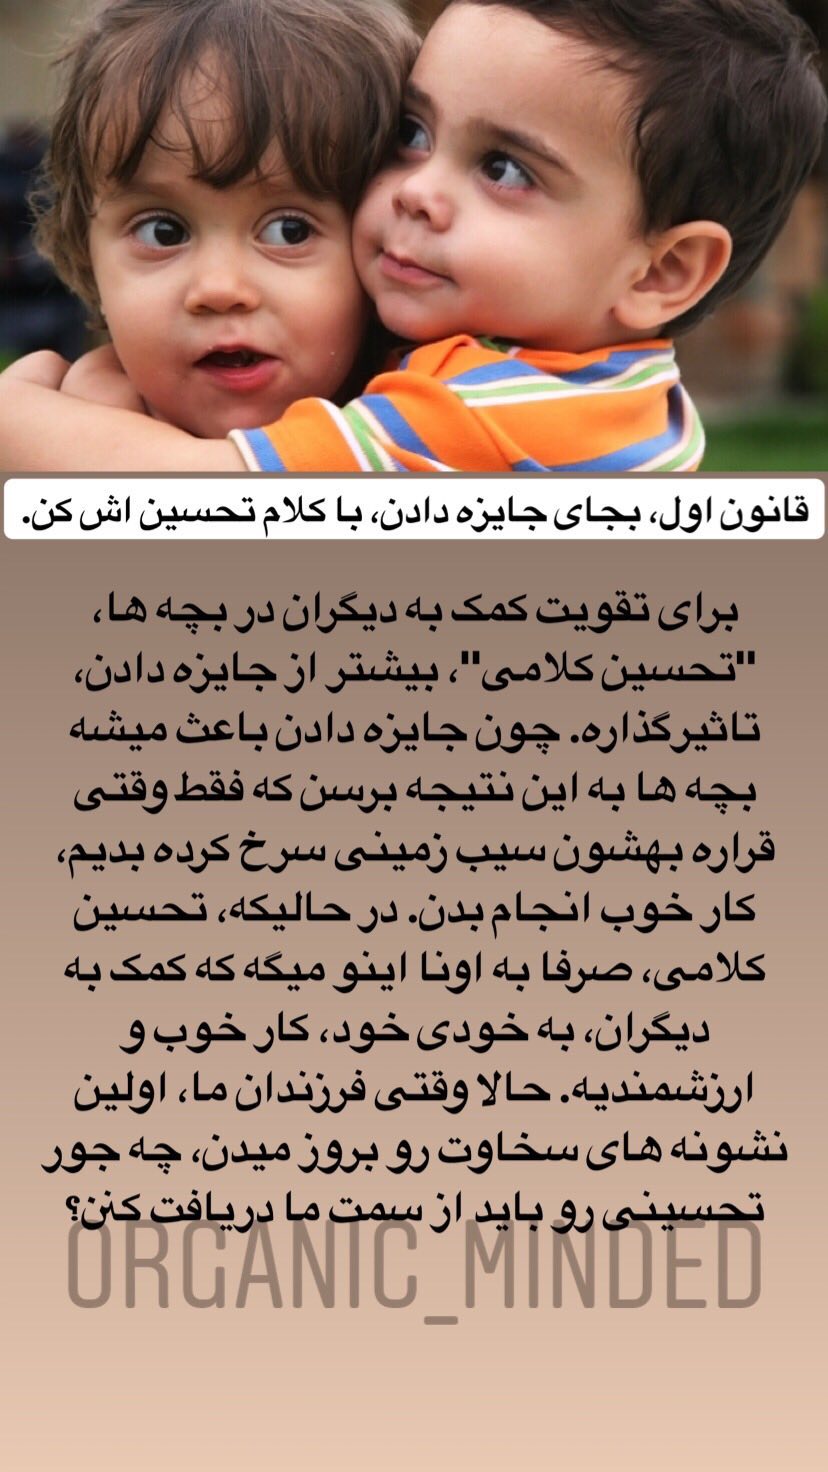 قانون اول، بجای جایزه دادن، با کلام تحسین اش کن.
برای تقویت کمک به دیگران در بچه ها،
"تحسین کلامی"، بیشتر از جایزه دادن،
تاثیرگذاره. چون جایزه دادن باعث میشه
بچه ها به این نتیجه برسن که فقط وقتی
قراره بهشون سیب زمینی سرخ کرده بدیم،
کار خوب انجام بدن. در حالیکه، تحسین
کلامی، صرفا به اونا اینو میگه که کمک به
دیگران، به خودی خود، کار خوب و
ارزشمندیه. حالا وقتی فرزندان ما، اولین
نشونه های سخاوت رو بروز میدن، چه جور
تحسینی رو باید از سمت ما دریافت کنن؟
ORGANIC_MINDED